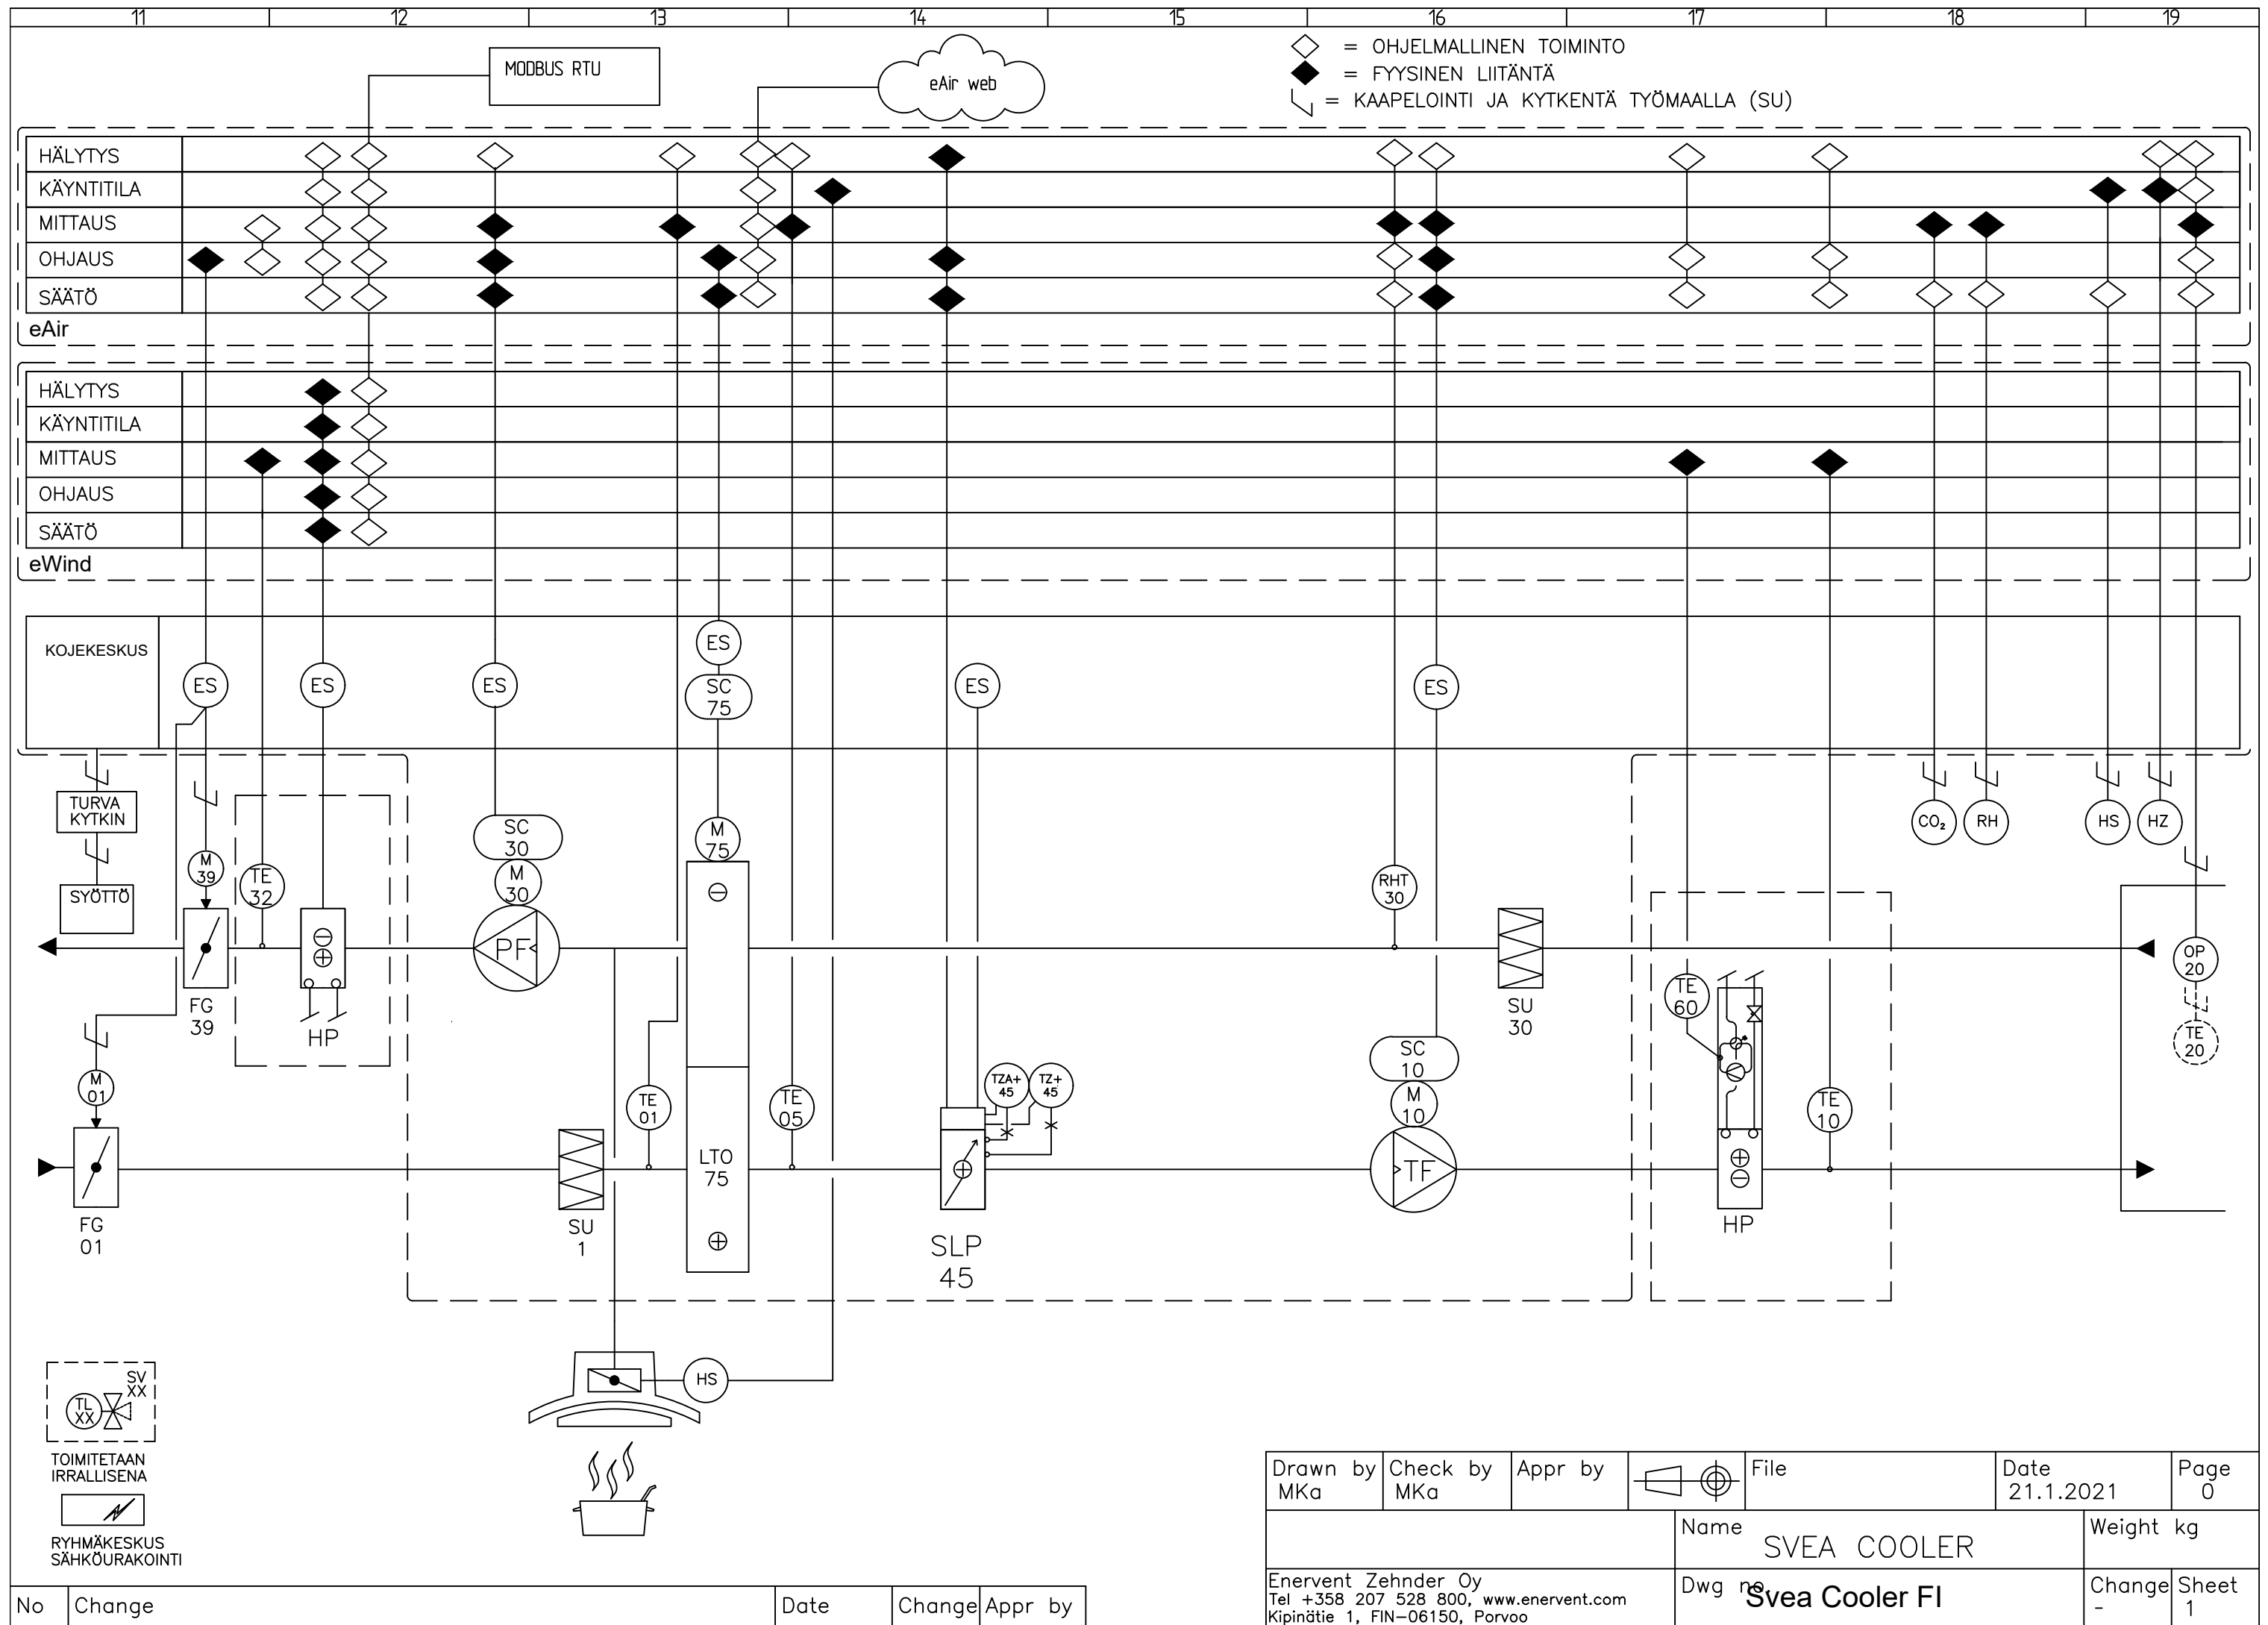 11 12 13 14 15 16 17 18 19
MODBUS RTU
eAir web
= OHJELMALLINEN TOIMINTO
= FYYSINEN LIITÄNTÄ
= KAAPELOINTI JA KYTKENTÄ TYÖMAALLA (SU)
HÄLYTYS
KÄYNTITILA
MITTAUS
OHJAUS
SÄÄTÖ
eAir
HÄLYTYS
KÄYNTITILA
MITTAUS
OHJAUS
SÄÄTÖ
eWind
KOJEKESKUS
ES
ES
ES
ES
SC
75
ES
ES
TURVA
KYTKIN
SYÖTTÖ
M
39
TE
32
SC
30
M
30
M
75
RHT
30
CO₂
RH
HS
HZ
PF
FG
39
HP
SU
30
TE
60
OP
20
TE
20
M
01
TE
01
TE
05
TZA+
45
TZ+
45
SC
10
M
10
TE
10
LTO
75
TF
FG
01
SU
1
SLP
45
HP
HS
SV
XX
TL
XX
TOIMITETAAN
IRRALLISENA
RYHMÄKESKUS
SÄHKÖURAKOINTI
Drawn by
MKa
Check by
MKa
Appr by
File
Date
21.1.2021
Page
0
Name
SVEA COOLER
Weight kg
Enervent Zehnder Oy
Tel +358 207 528 800, www.enervent.com
Kipinätie 1, FIN-06150, Porvoo
Dwg no.
Svea Cooler FI
Change
-
Sheet
1
No Change Date Change Appr by